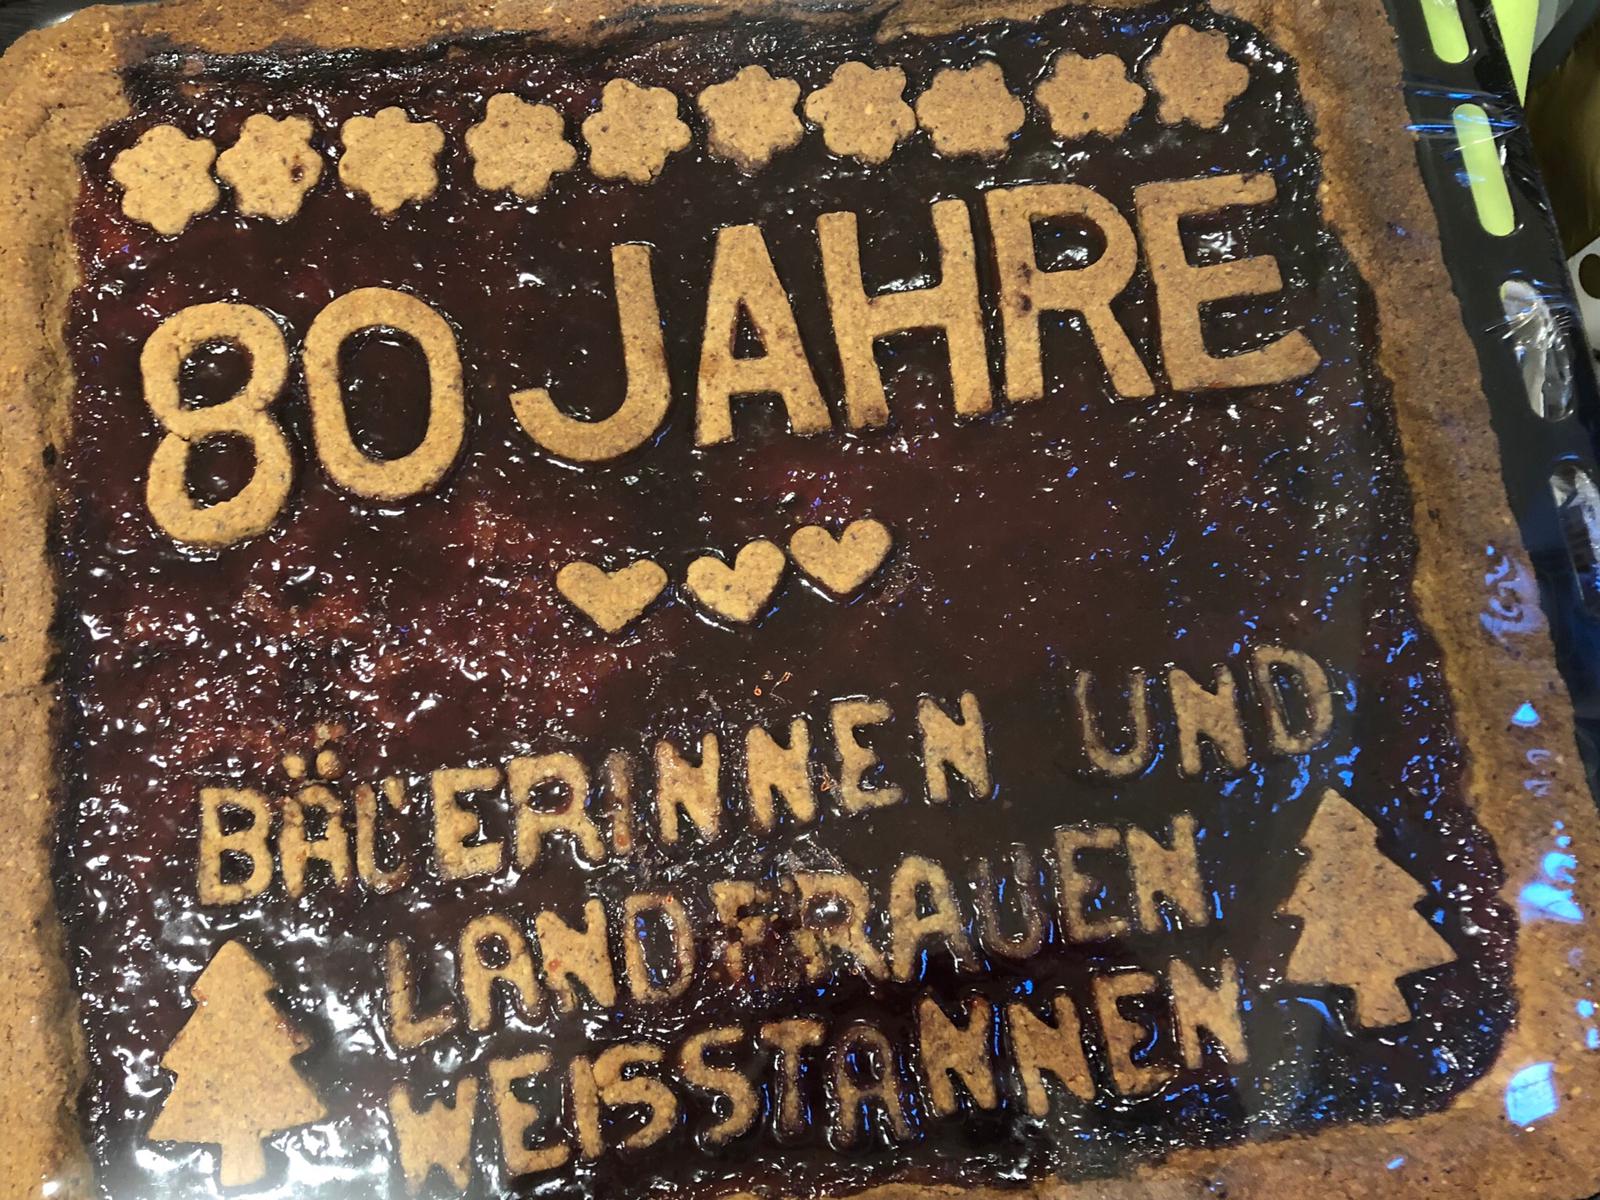 80 JAHRE
BÄUERINNEN UND
LANDFRAUEN
WEISSTANNEN